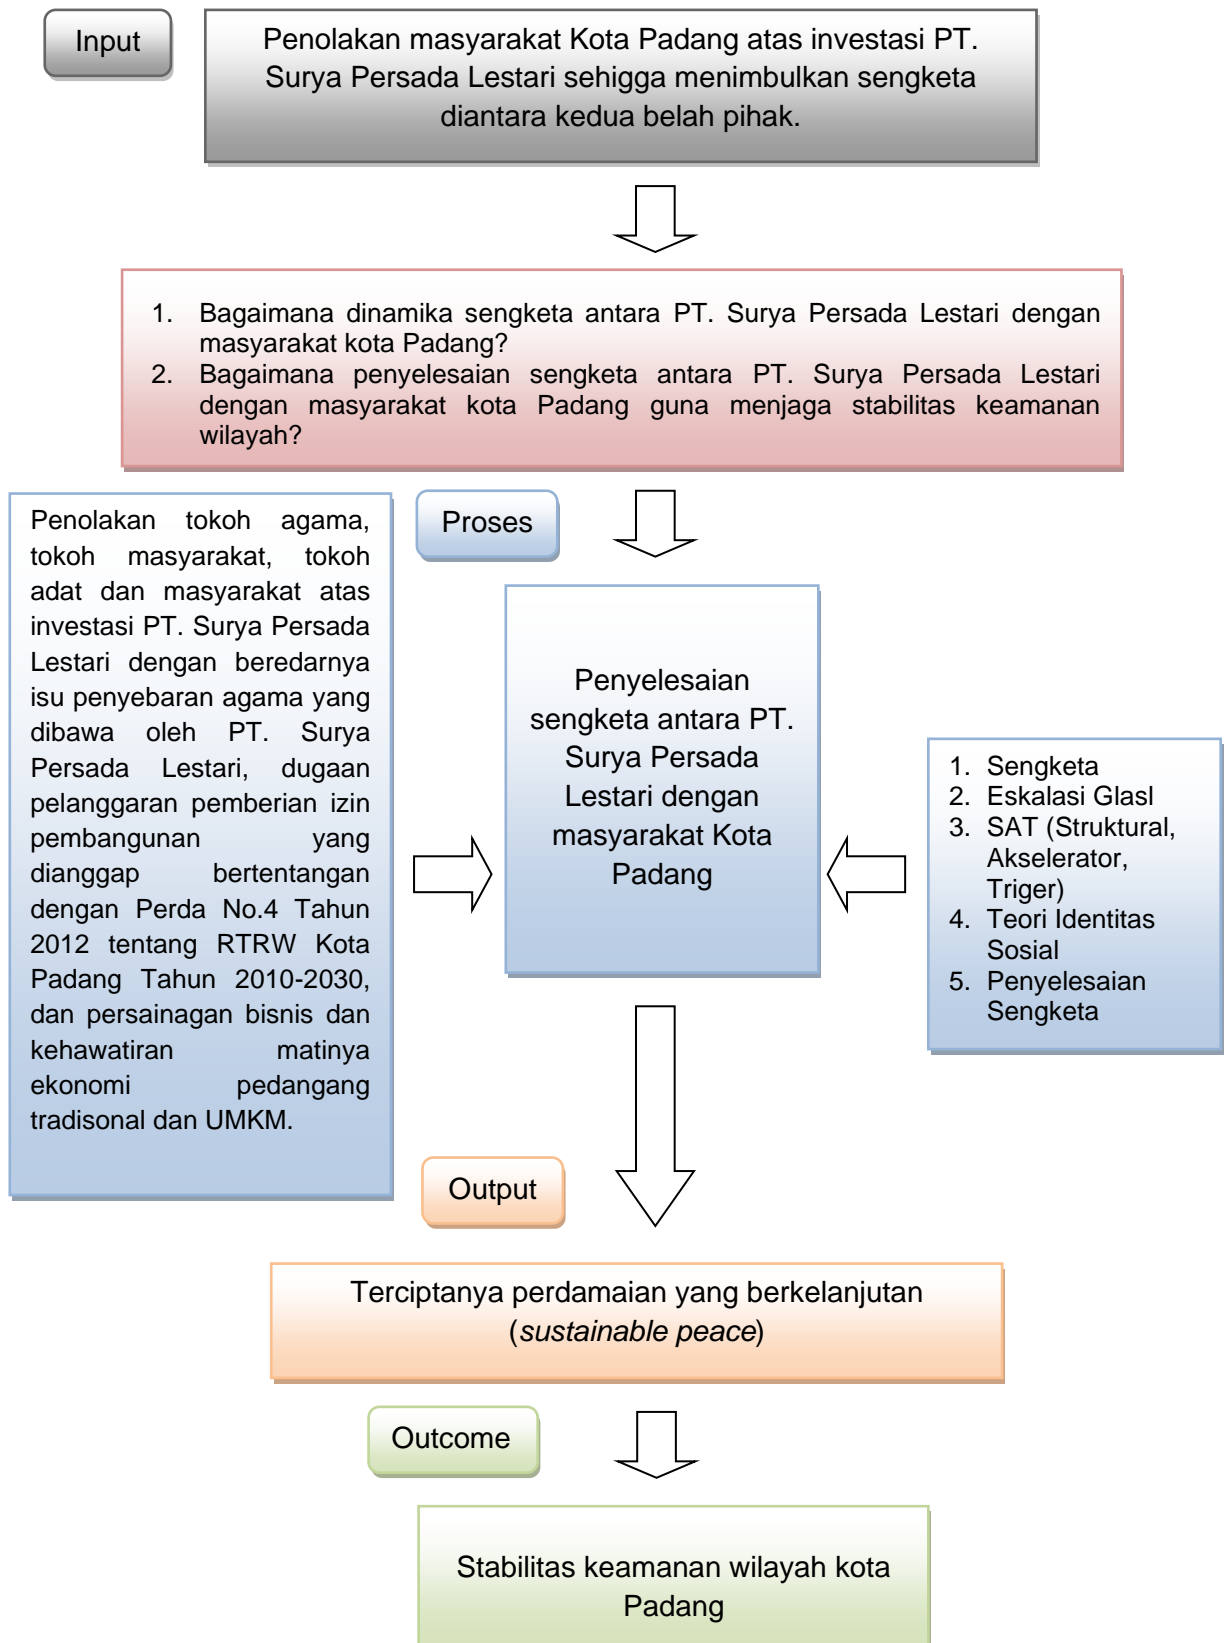 Input
Penolakan masyarakat Kota Padang atas investasi PT.
Surya Persada Lestari sehigga menimbulkan sengketa
diantara kedua belah pihak.
1. Bagaimana dinamika sengketa antara PT. Surya Persada Lestari dengan
masyarakat kota Padang?
2. Bagaimana penyelesaian sengketa antara PT. Surya Persada Lestari
dengan masyarakat kota Padang guna menjaga stabilitas keamanan
wilayah?
Proses
Penolakan tokoh agama,
tokoh masyarakat, tokoh
adat dan masyarakat atas
investasi PT. Surya Persada
Lestari dengan beredarnya
isu penyebaran agama yang
dibawa oleh PT. Surya
Persada Lestari, dugaan
pelanggaran pemberian izin
pembangunan yang
dianggap bertentangan
dengan Perda No.4 Tahun
2012 tentang RTRW Kota
Padang Tahun 2010-2030,
dan persainagan bisnis dan
kehawatiran matinya
ekonomi pedangang
tradisonal dan UMKM.
Penyelesaian
sengketa antara PT.
Surya Persada
Lestari dengan
masyarakat Kota
Padang
1. Sengketa
2. Eskalasi Glasl
3. SAT (Struktural,
Akselerator,
Triger)
4. Teori Identitas
Sosial
5. Penyelesaian
Sengketa
Output
Terciptanya perdamaian yang berkelanjutan
(sustainable peace)
Outcome
Stabilitas keamanan wilayah kota
Padang